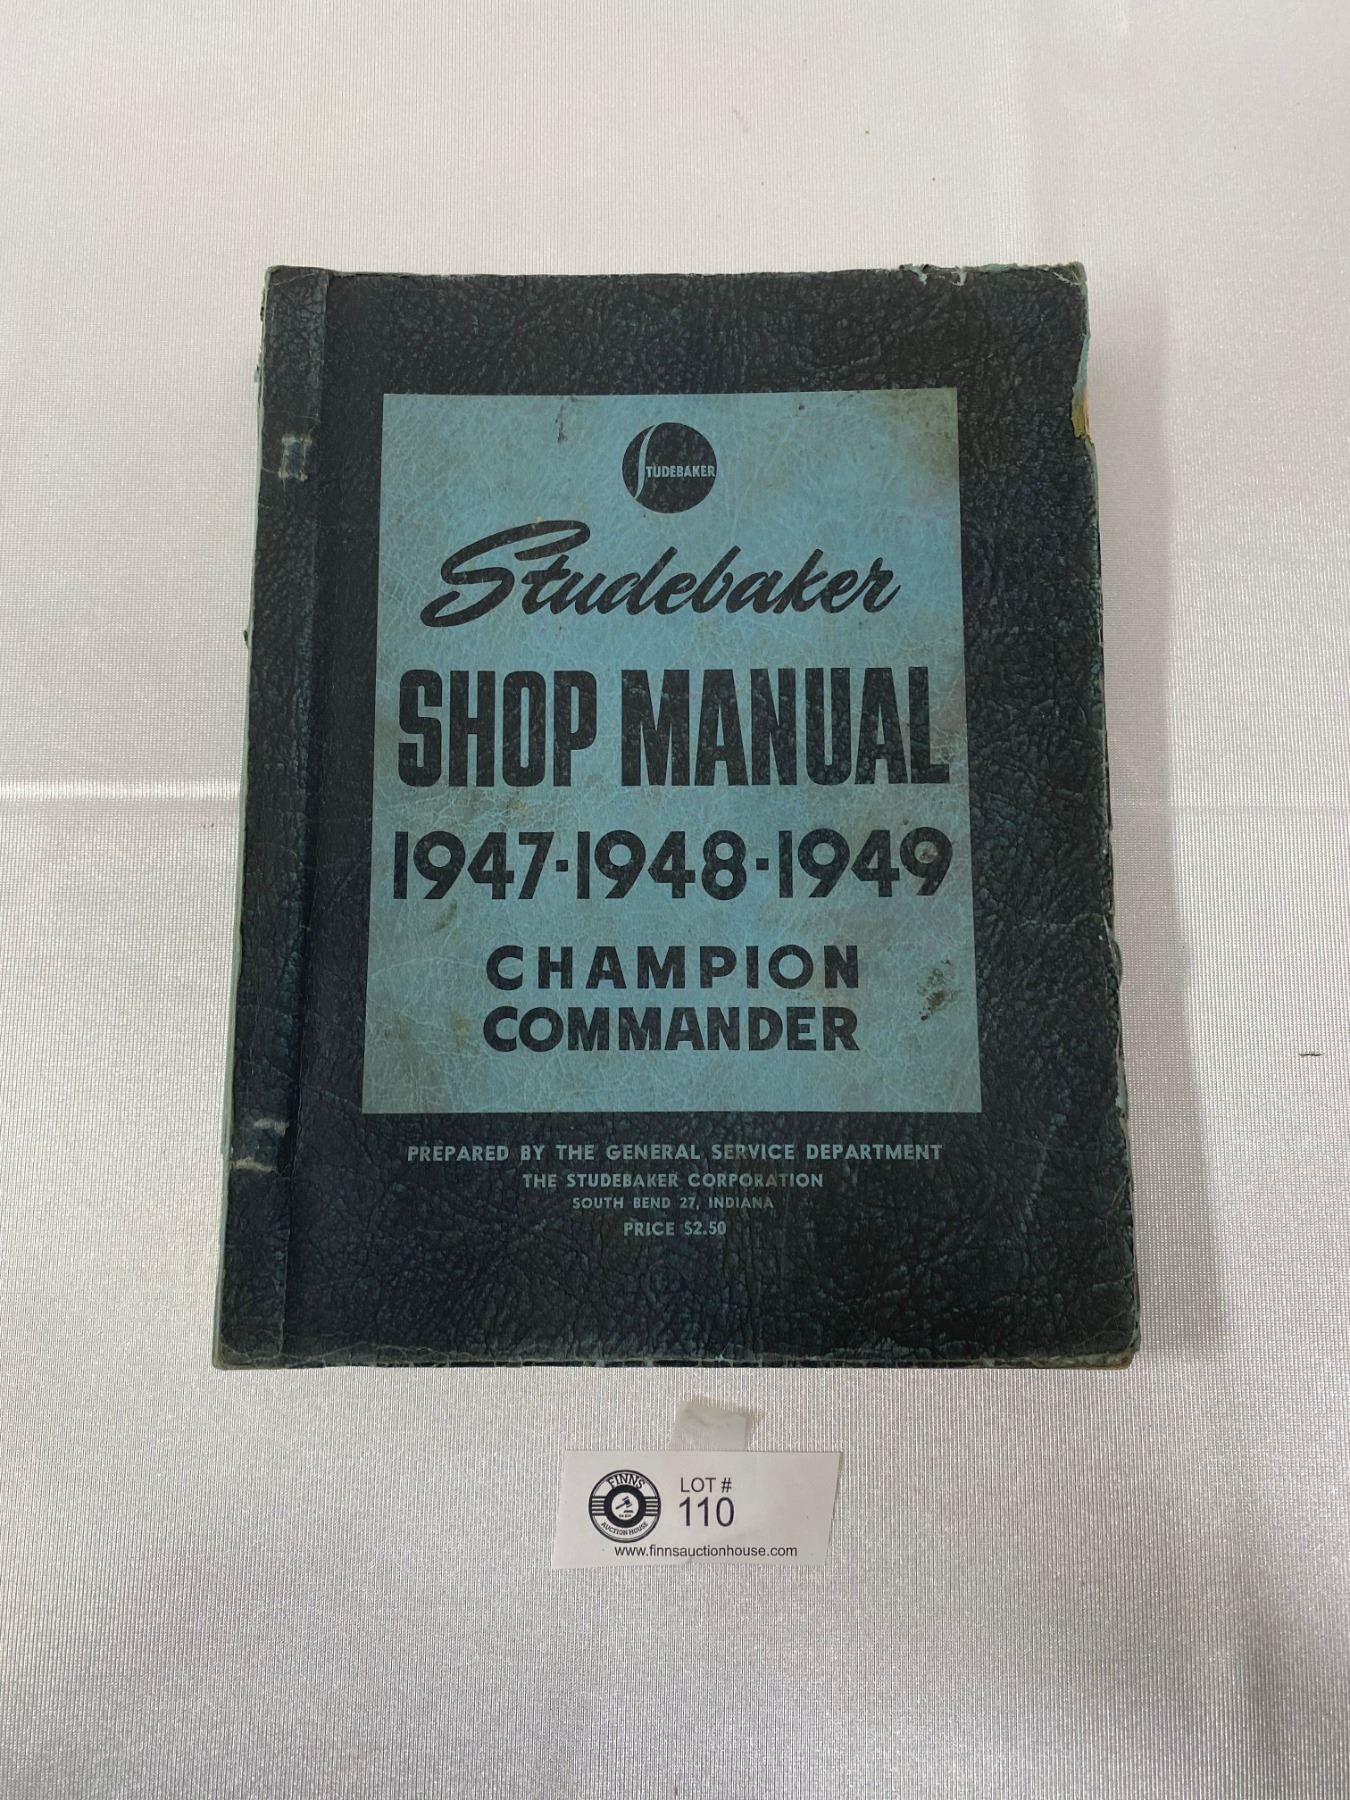 STUDEBAKER
Studebaker
SHOP MANUAL
1947-1948-1949
CHAMPION
COMMANDER
PREPARED BY THE GENERAL SERVICE DEPARTMENT
THE STUDEBAKER CORPORATION
SOUTH BEND 27, INDIANA
PRICE $2.50
FINNS
AUCTION HOUSE
LOT #
110
www.finnsauctionhouse.com